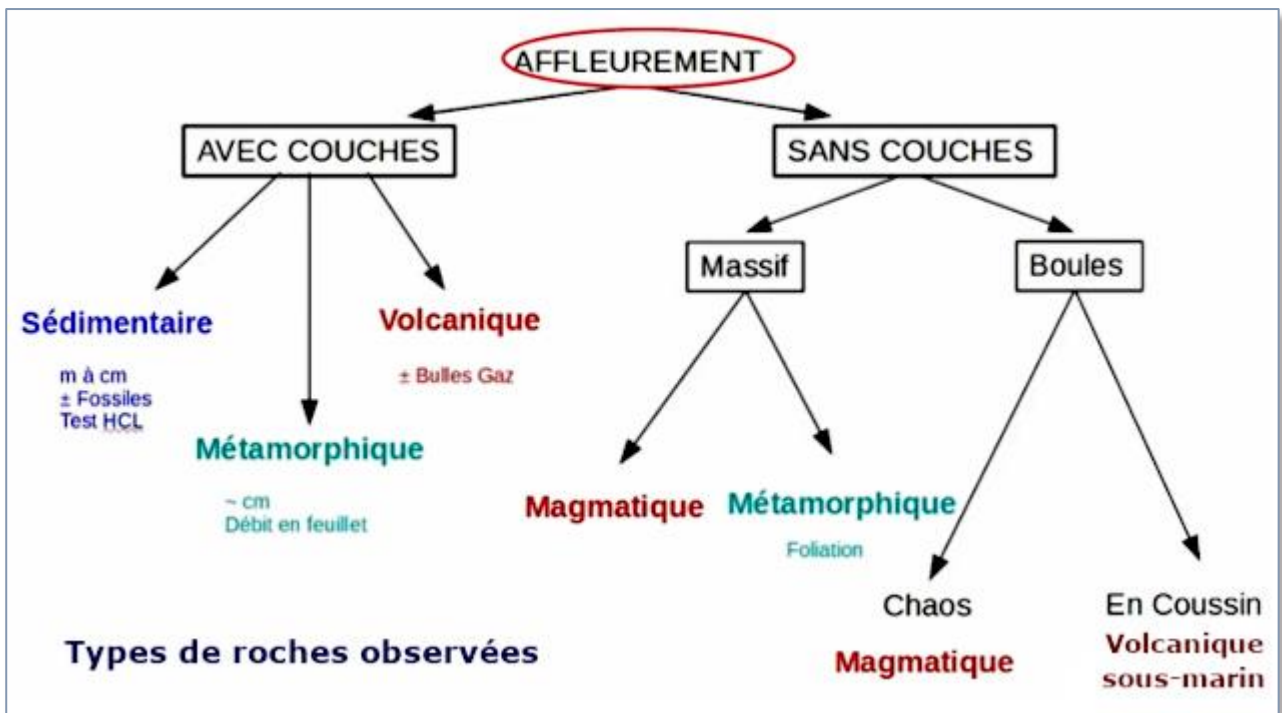 AFFLEUREMENT
AVEC COUCHES
SANS COUCHES
Massif
Boules
Sédimentaire
m à cm
± Fossiles
Test HCL
Volcanique
± Bulles Gaz
Métamorphique
~ cm
Débit en feuillet
Magmatique
Métamorphique
Foliation
Chaos
Magmatique
En Coussin
Volcanique
sous-marin
Types de roches observées